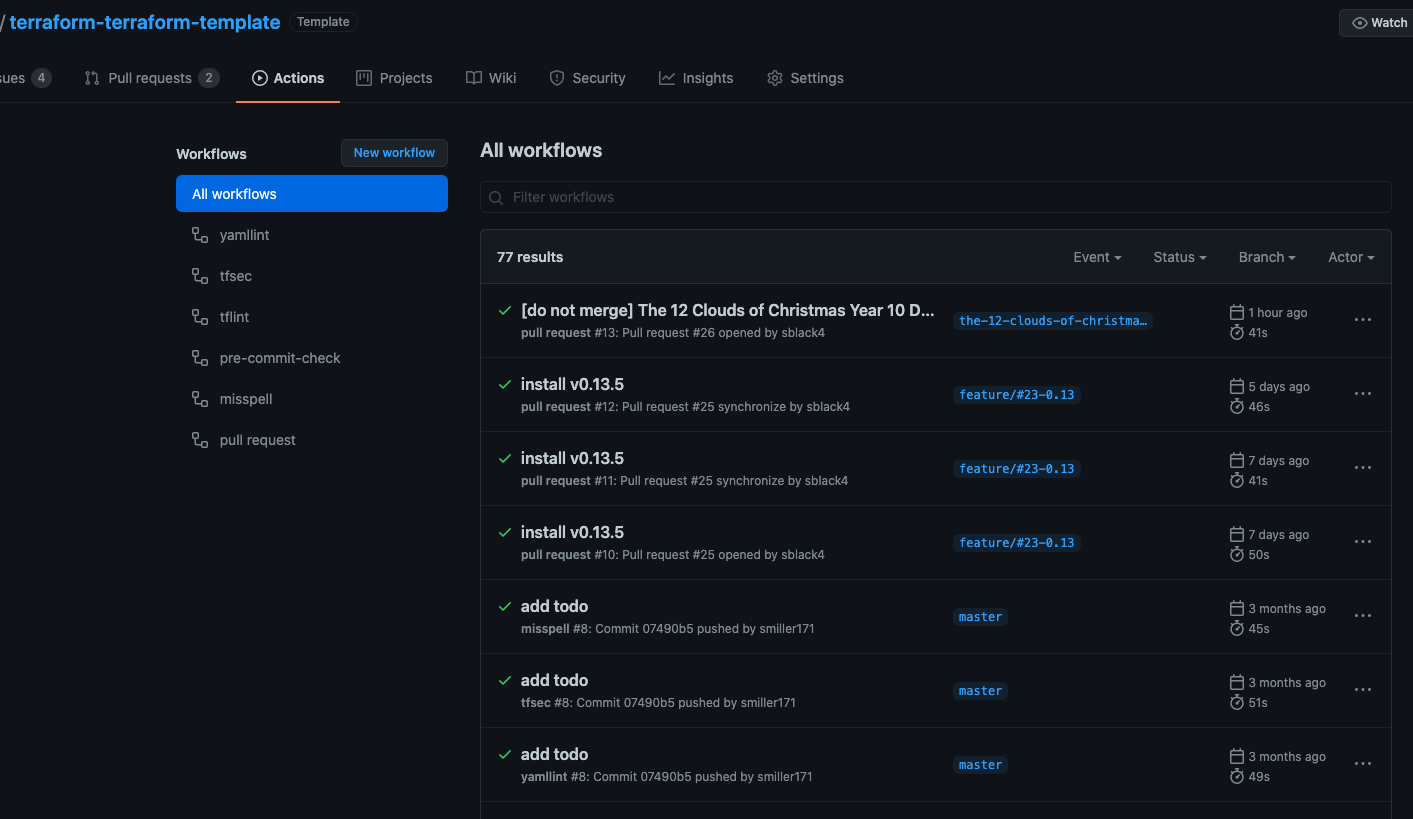 /terraform-terraform-template Template
Watch
sues 4 Pull requests 2 Actions Projects Wiki Security Insights Settings
Workflows New workflow
All workflows
yamllint
tfsec
tflint
pre-commit-check
misspell
pull request
All workflows
Filter workflows
77 results Event Status Branch Actor
[do not merge] The 12 Clouds of Christmas Year 10 D...
pull request #13: Pull request #26 opened by sblack4
the-12-clouds-of-christma…
1 hour ago
41s
install v0.13.5
pull request #12: Pull request #25 synchronize by sblack4
feature/#23-0.13
5 days ago
46s
install v0.13.5
pull request #11: Pull request #25 synchronize by sblack4
feature/#23-0.13
7 days ago
41s
install v0.13.5
pull request #10: Pull request #25 opened by sblack4
feature/#23-0.13
7 days ago
50s
add todo
misspell #8: Commit 07490b5 pushed by smiller171
master
3 months ago
45s
add todo
tfsec #8: Commit 07490b5 pushed by smiller171
master
3 months ago
51s
add todo
yamllint #8: Commit 07490b5 pushed by smiller171
master
3 months ago
49s